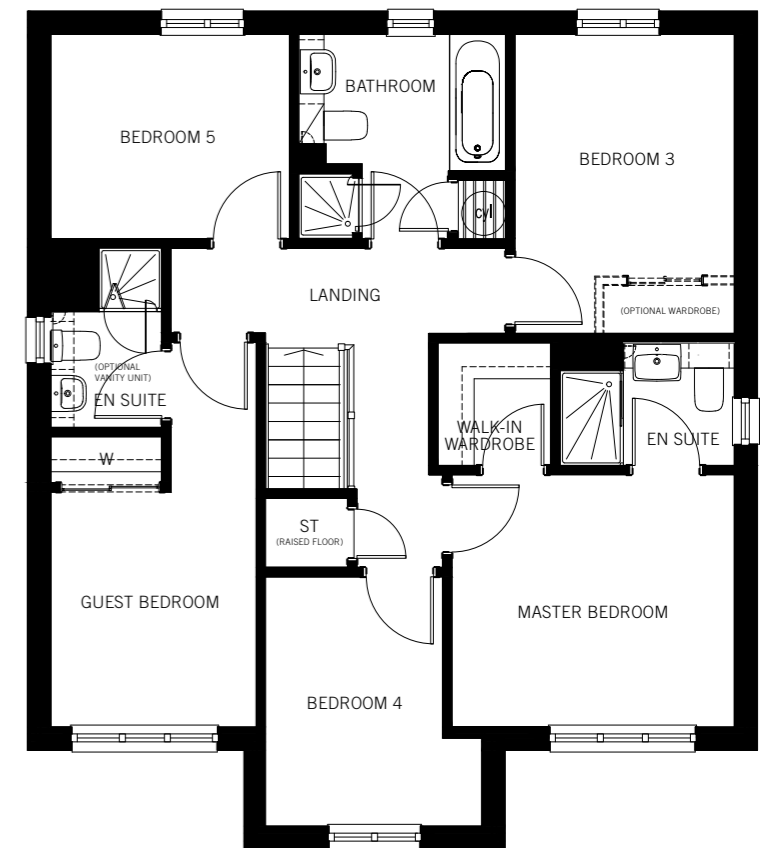 BATHROOM
BEDROOM 5
BEDROOM 3
cyl
LANDING
(OPTIONAL WARDROBE)
(OPTIONAL
VANITY UNIT)
EN SUITE
WALK-IN
WARDROBE
EN SUITE
W
ST
(RAISED FLOOR)
GUEST BEDROOM
MASTER BEDROOM
BEDROOM 4